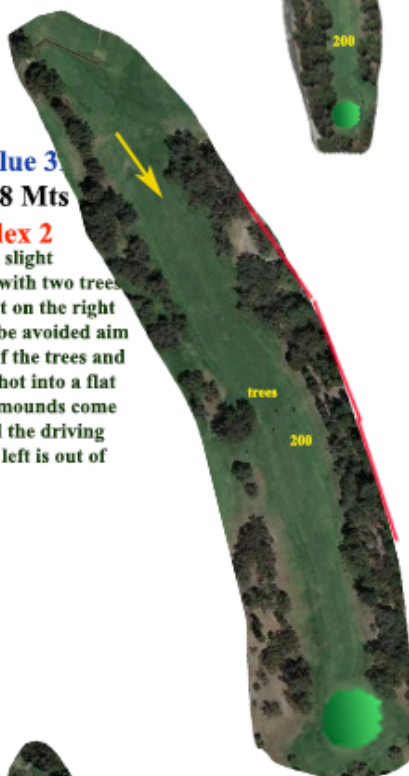 200
lue 3
8 Mts
lex 2
slight
with two trees
t on the right
be avoided aim
of the trees and
hot into a flat
mounds come
l the driving
left is out of
trees
200